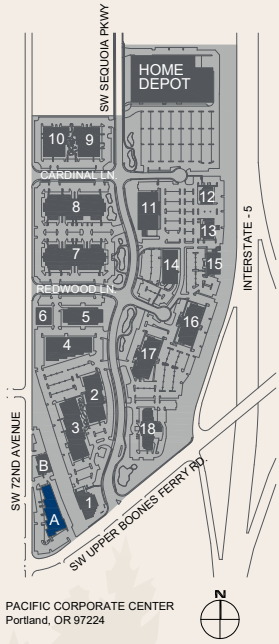 SW SEQUOIA PKWY
HOME
DEPOT
10
9
CARDINAL LN.
8
11
12
13
7
14
15
INTERSTATE - 5
REDWOOD LN.
6
5
16
4
17
2
3
18
SW 72ND AVENUE
B
A
1
SW UPPER BOONES FERRY RD.
PACIFIC CORPORATE CENTER
Portland, OR 97224
N